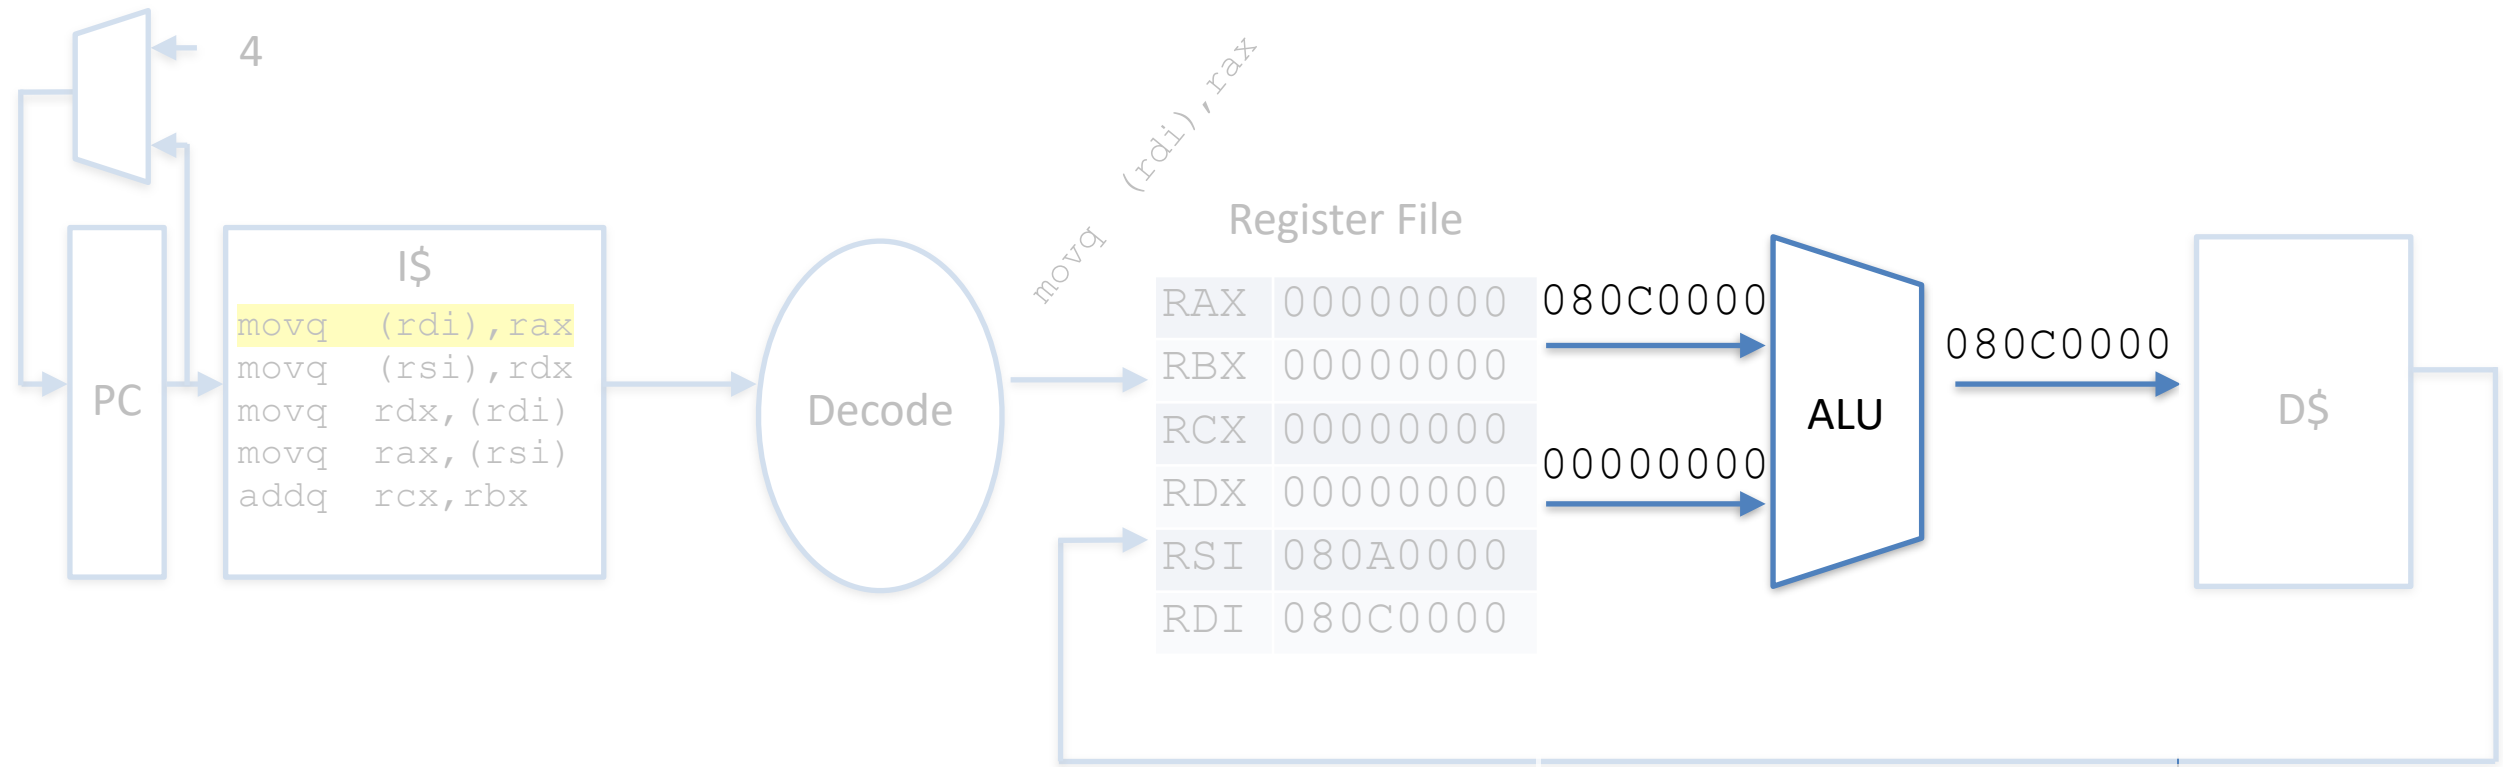 4
movq (rdi),rax
Register File
I$
movq (rdi),rax
movq (rsi),rdx
movq rdx,(rdi)
movq rax,(rsi)
addq rcx,rbx
PC
Decode
RAX 00000000
RBX 00000000
RCX 00000000
RDX 00000000
RSI 080A0000
RDI 080C0000
080C0000
00000000
ALU
080C0000
D$